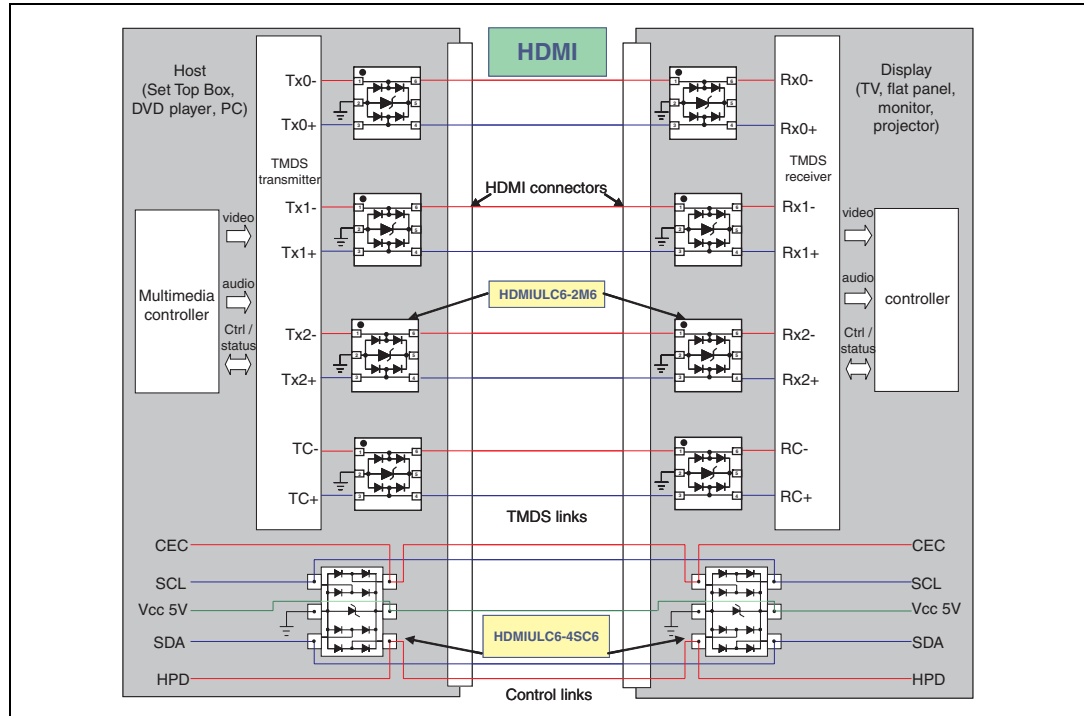 HDMI
Host
(Set Top Box,
DVD player, PC)
Display
(TV, flat panel,
monitor,
projector)
Tx0-
Tx0+
TMDS
transmitter
Rx0-
Rx0+
TMDS
receiver
HDMI connectors
Tx1-
Tx1+
Rx1-
Rx1+
video
audio
Ctrl /
status
Multimedia
controller
video
audio
Ctrl /
status
controller
HDMIULC6-2M6
Tx2-
Tx2+
Rx2-
Rx2+
TC-
TC+
RC-
RC+
TMDS links
CEC
SCL
Vcc 5V
SDA
HPD
CEC
SCL
Vcc 5V
SDA
HPD
HDMIULC6-4SC6
Control links